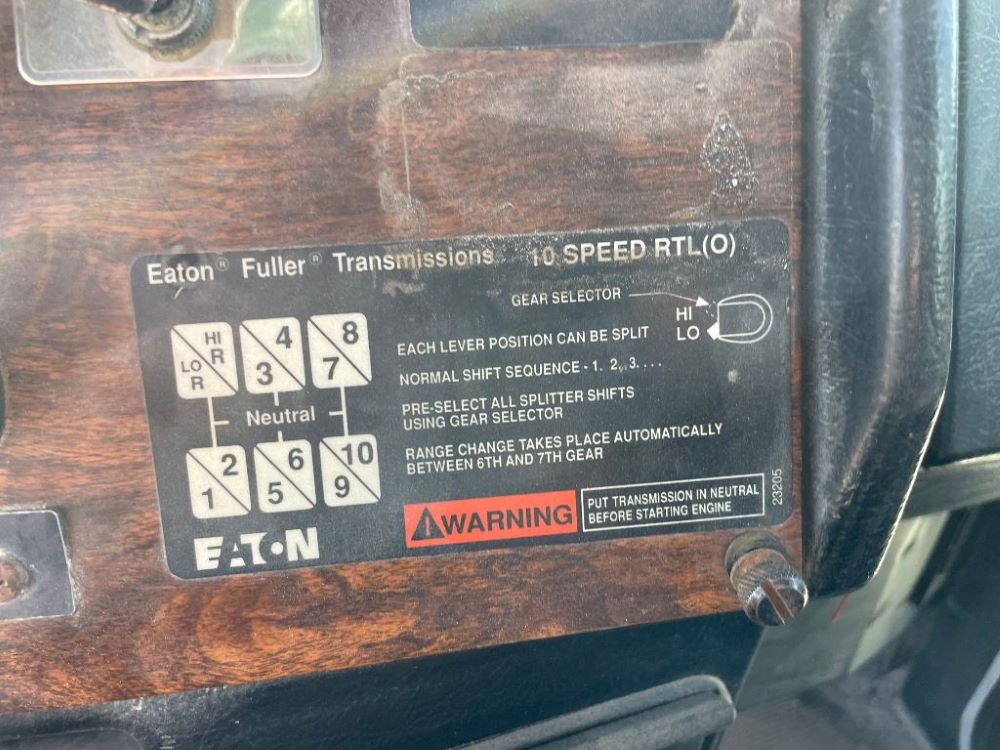 Eaton® Fuller® Transmissions 10 SPEED RTL(O)
GEAR SELECTOR
HI
LO
HI
R
LO
R
4
3
8
7
Neutral
2
1
6
5
10
9
EACH LEVER POSITION CAN BE SPLIT
NORMAL SHIFT SEQUENCE - 1, 2, 3. . . .
PRE-SELECT ALL SPLITTER SHIFTS
USING GEAR SELECTOR
RANGE CHANGE TAKES PLACE AUTOMATICALLY
BETWEEN 6TH AND 7TH GEAR
EATON
WARNING
PUT TRANSMISSION IN NEUTRAL
BEFORE STARTING ENGINE
23205